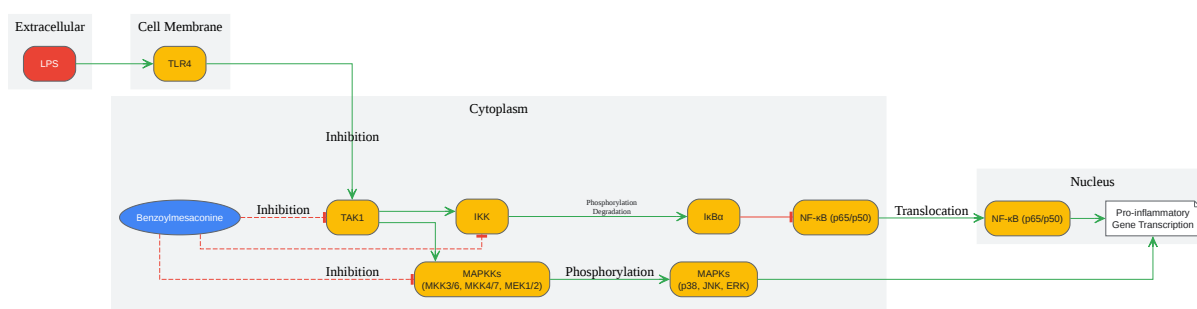 Extracellular
LPS
Cell Membrane
TLR4
Cytoplasm
Inhibition
Benzoylmesaconine
Inhibition
TAK1
IKK
Phosphorylation
Degradation
IκBα
NF-κB (p65/p50)
Translocation
Nucleus
NF-κB (p65/p50)
Pro-inflammatory
Gene Transcription
Inhibition
MAPKKs
(MKK3/6, MKK4/7, MEK1/2)
Phosphorylation
MAPKs
(p38, JNK, ERK)